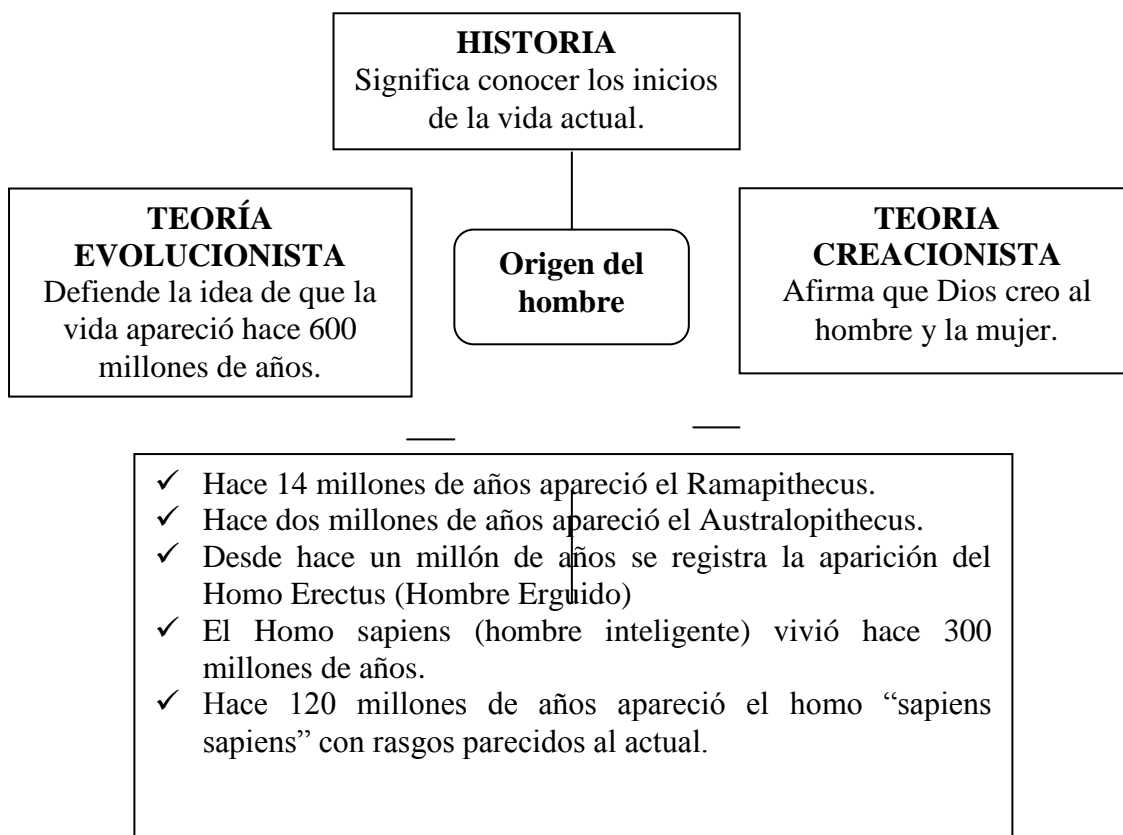 HISTORIA
Significa conocer los inicios
de la vida actual.
TEORÍA
EVOLUCIONISTA
Defiende la idea de que la
vida apareció hace 600
millones de años.
Origen del
hombre
TEORIA
CREACIONISTA
Afirma que Dios creo al
hombre y la mujer.
✓ Hace 14 millones de años apareció el Ramapithecus.
✓ Hace dos millones de años apareció el Australopithecus.
✓ Desde hace un millón de años se registra la aparición del
Homo Erectus (Hombre Erguido)
✓ El Homo sapiens (hombre inteligente) vivió hace 300
millones de años.
✓ Hace 120 millones de años apareció el homo “sapiens
sapiens” con rasgos parecidos al actual.